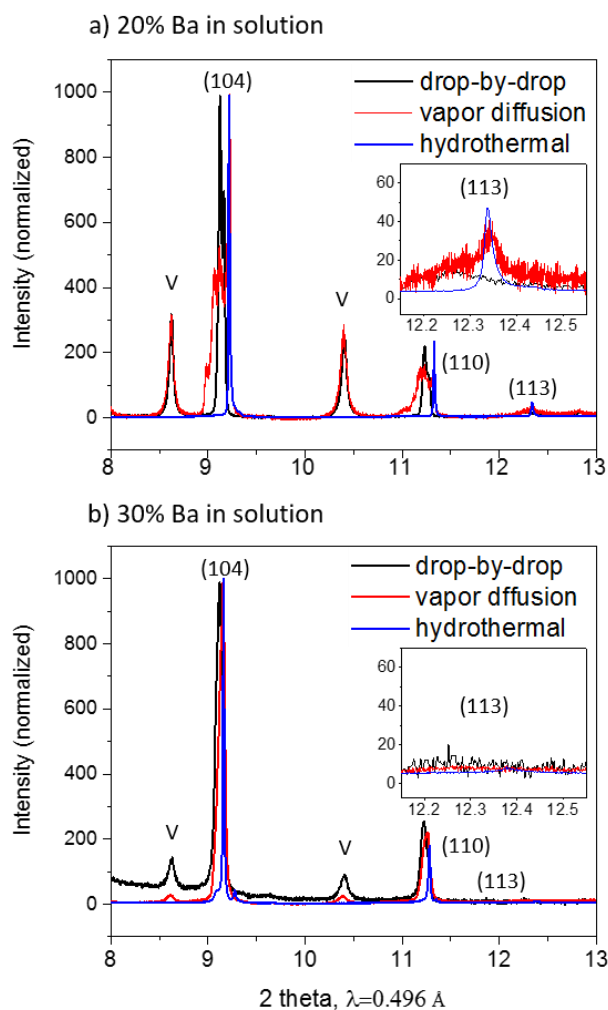 a) 20% Ba in solution
(104)
drop-by-drop
vapor diffusion
hydrothermal
(113)
60
40
20
0
12.2 12.3 12.4 12.5
V
V
(110)
(113)
1000
800
600
400
200
0
Intensity (normalized)
8 9 10 11 12 13
b) 30% Ba in solution
(104)
drop-by-drop
vapor dffusion
hydrothermal
(113)
60
40
20
0
12.2 12.3 12.4 12.5
V
V
(110)
(113)
1000
800
600
400
200
0
Intensity (normalized)
8 9 10 11 12 13
2 theta, λ=0.496 Å